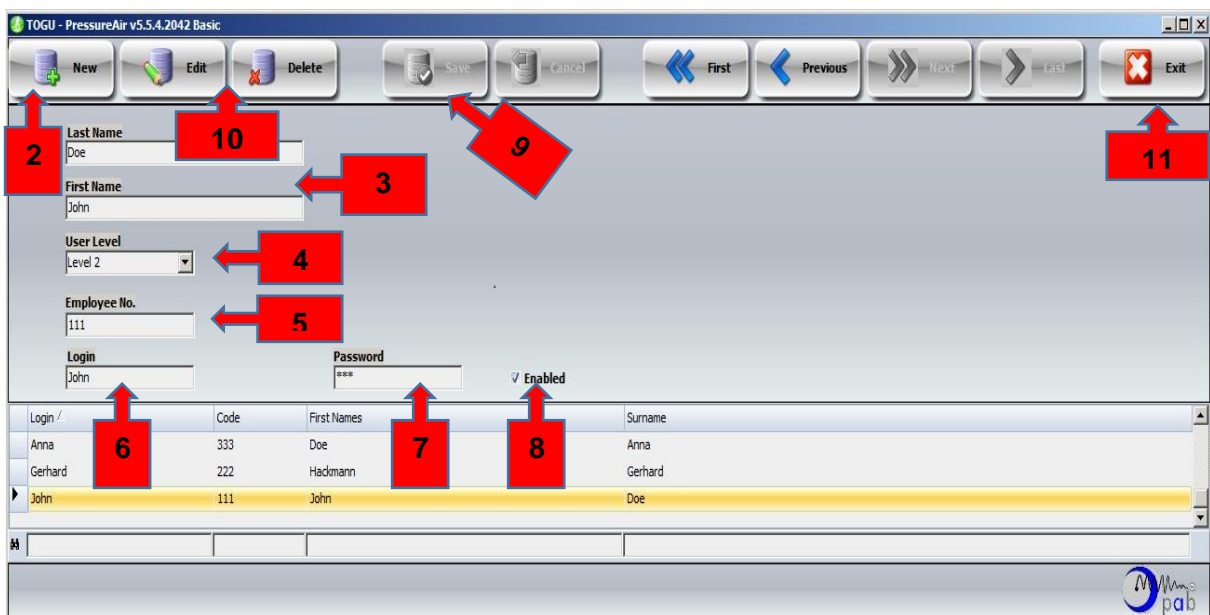 TOGU - PressureAir v5.5.4.2042 Basic
New Edit Delete Save Cancel First Previous Next Last Exit
2 10 9 11
Last Name
Doe
3
First Name
John
User Level
Level 2
4
Employee No.
111
5
Login Password
John *** Enabled
6 7 8
Login Code First Names Surname
Anna 333 Doe Anna
Gerhard 222 Hackmann Gerhard
John 111 John Doe
pab